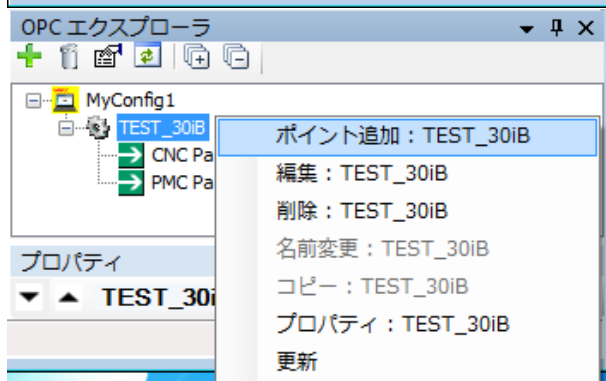 OPC エクスプローラ
MyConfig1
TEST_30iB
CNC Pa
PMC Pa
ポイント追加：TEST_30iB
編集：TEST_30iB
削除：TEST_30iB
名前変更：TEST_30iB
コピー：TEST_30iB
プロパティ：TEST_30iB
更新
プロパティ
TEST_30i